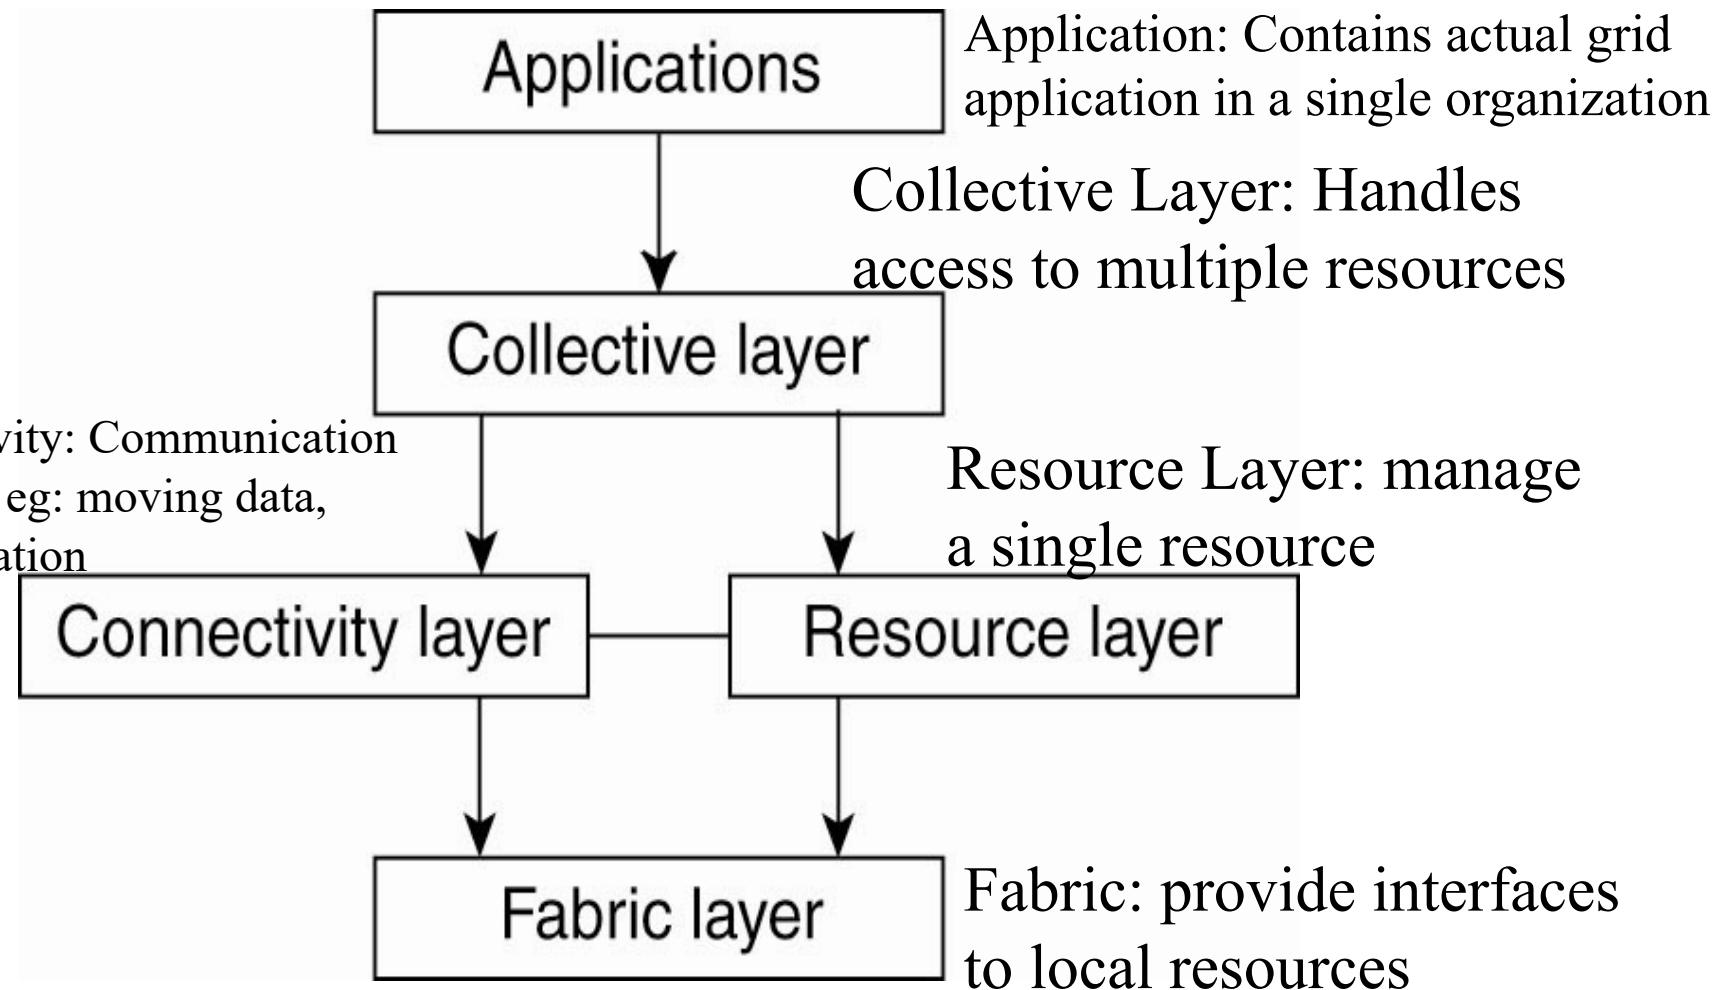 Applications
Application: Contains actual grid
application in a single organization
Collective Layer: Handles
access to multiple resources
Collective layer
vity: Communication
eg: moving data,
ation
Resource Layer: manage
a single resource
Connectivity layer
Resource layer
Fabric layer
Fabric: provide interfaces
to local resources